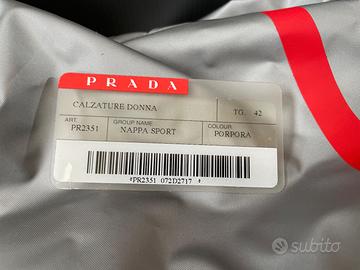 PRADA
CALZATURE DONNA TG. 42
ART. GROUP NAME COLOUR
PR2351 NAPPA SPORT PORPORA
*PR2351 072D2717 *
subito